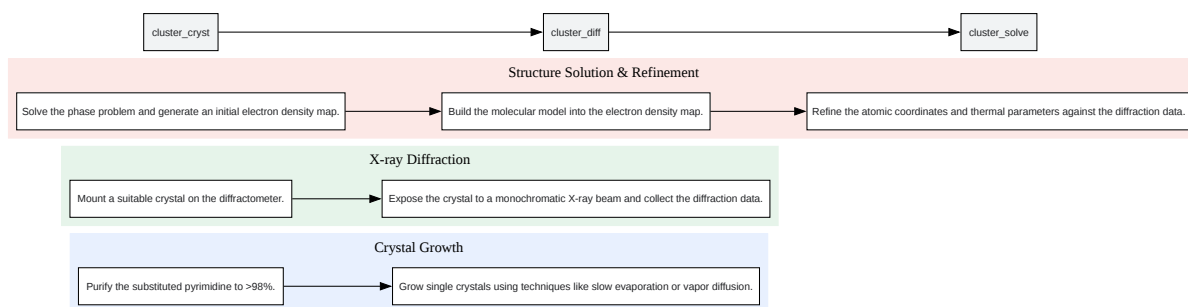 cluster_cryst
cluster_diff
cluster_solve
Structure Solution & Refinement
Solve the phase problem and generate an initial electron density map.
Build the molecular model into the electron density map.
Refine the atomic coordinates and thermal parameters against the diffraction data.
X-ray Diffraction
Mount a suitable crystal on the diffractometer.
Expose the crystal to a monochromatic X-ray beam and collect the diffraction data.
Crystal Growth
Purify the substituted pyrimidine to >98%.
Grow single crystals using techniques like slow evaporation or vapor diffusion.